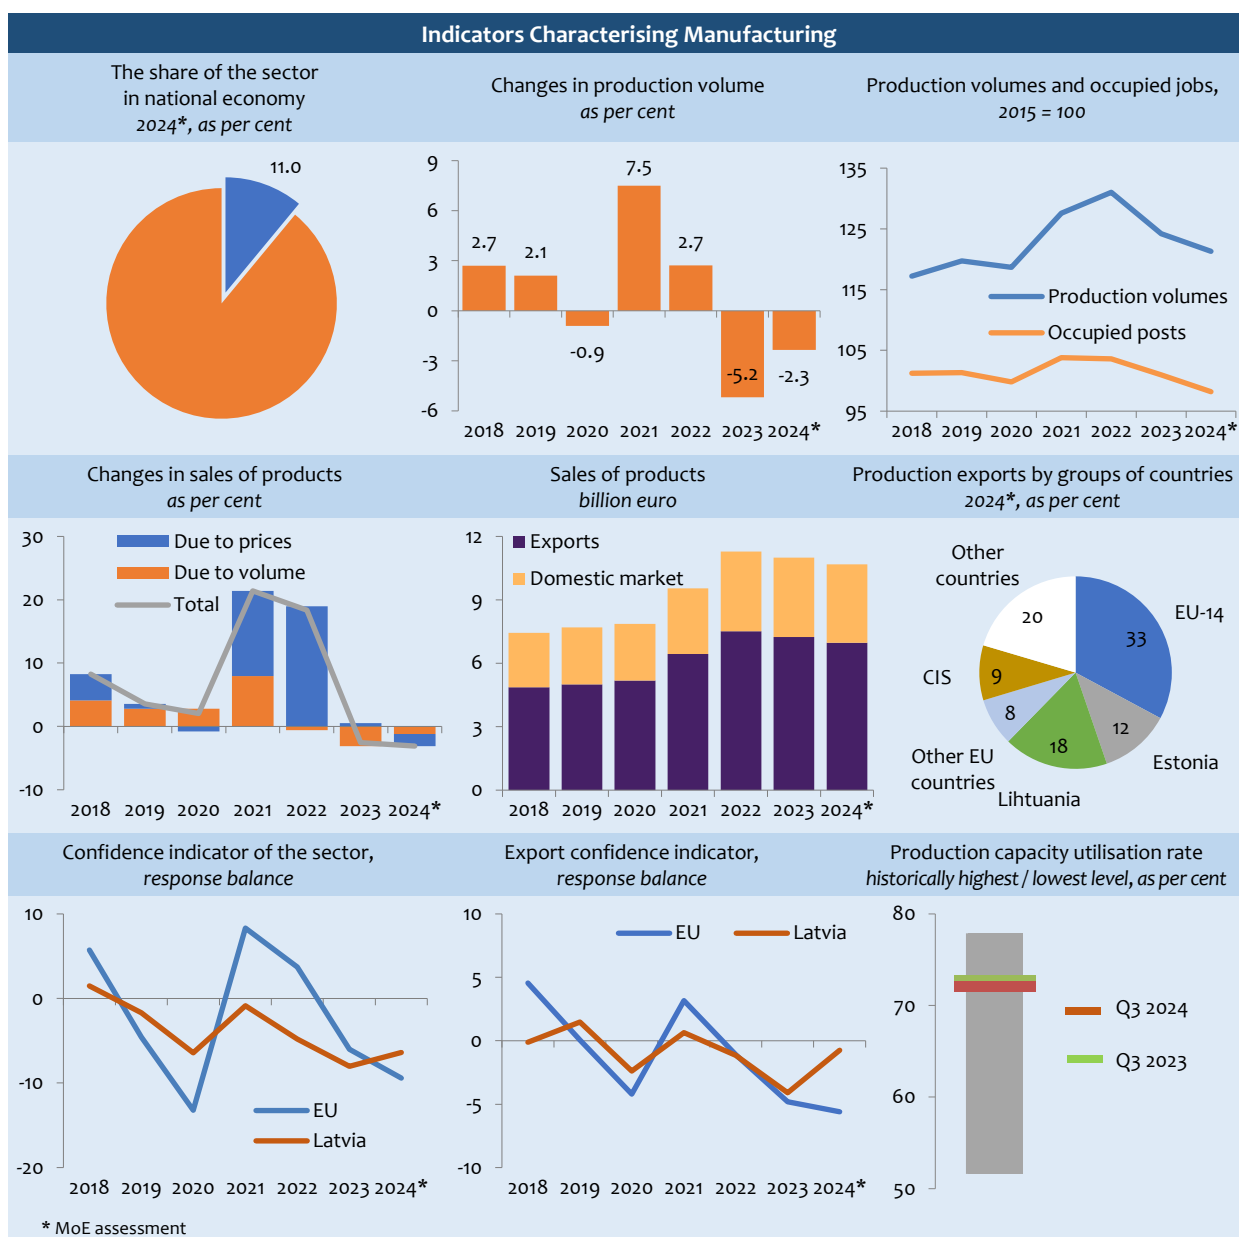 Indicators Characterising Manufacturing
The share of the sector
in national economy
2024*, as per cent
11.0
Changes in production volume
as per cent
9
6
3
0
-3
-6
2.7
2.1
-0.9
7.5
2.7
-5.2
-2.3
2018 2019 2020 2021 2022 2023 2024*
Production volumes and occupied jobs,
2015 = 100
135
125
115
105
95
Production volumes
Occupied posts
2018 2019 2020 2021 2022 2023 2024*
Changes in sales of products
as per cent
30
20
10
0
-10
Due to prices
Due to volume
Total
2018 2019 2020 2021 2022 2023 2024*
Sales of products
billion euro
12
9
6
3
0
Exports
Domestic market
2018 2019 2020 2021 2022 2023 2024*
Production exports by groups of countries
2024*, as per cent
Other
countries
20
33
EU-14
CIS
9
8
18
12
Other EU
countries
Estonia
Lihtuania
Confidence indicator of the sector,
response balance
10
0
-10
-20
EU
Latvia
2018 2019 2020 2021 2022 2023 2024*
Export confidence indicator,
response balance
10
5
0
-5
-10
EU
Latvia
2018 2019 2020 2021 2022 2023 2024*
Production capacity utilisation rate
historically highest / lowest level, as per cent
80
70
60
50
Q3 2024
Q3 2023
* MoE assessment